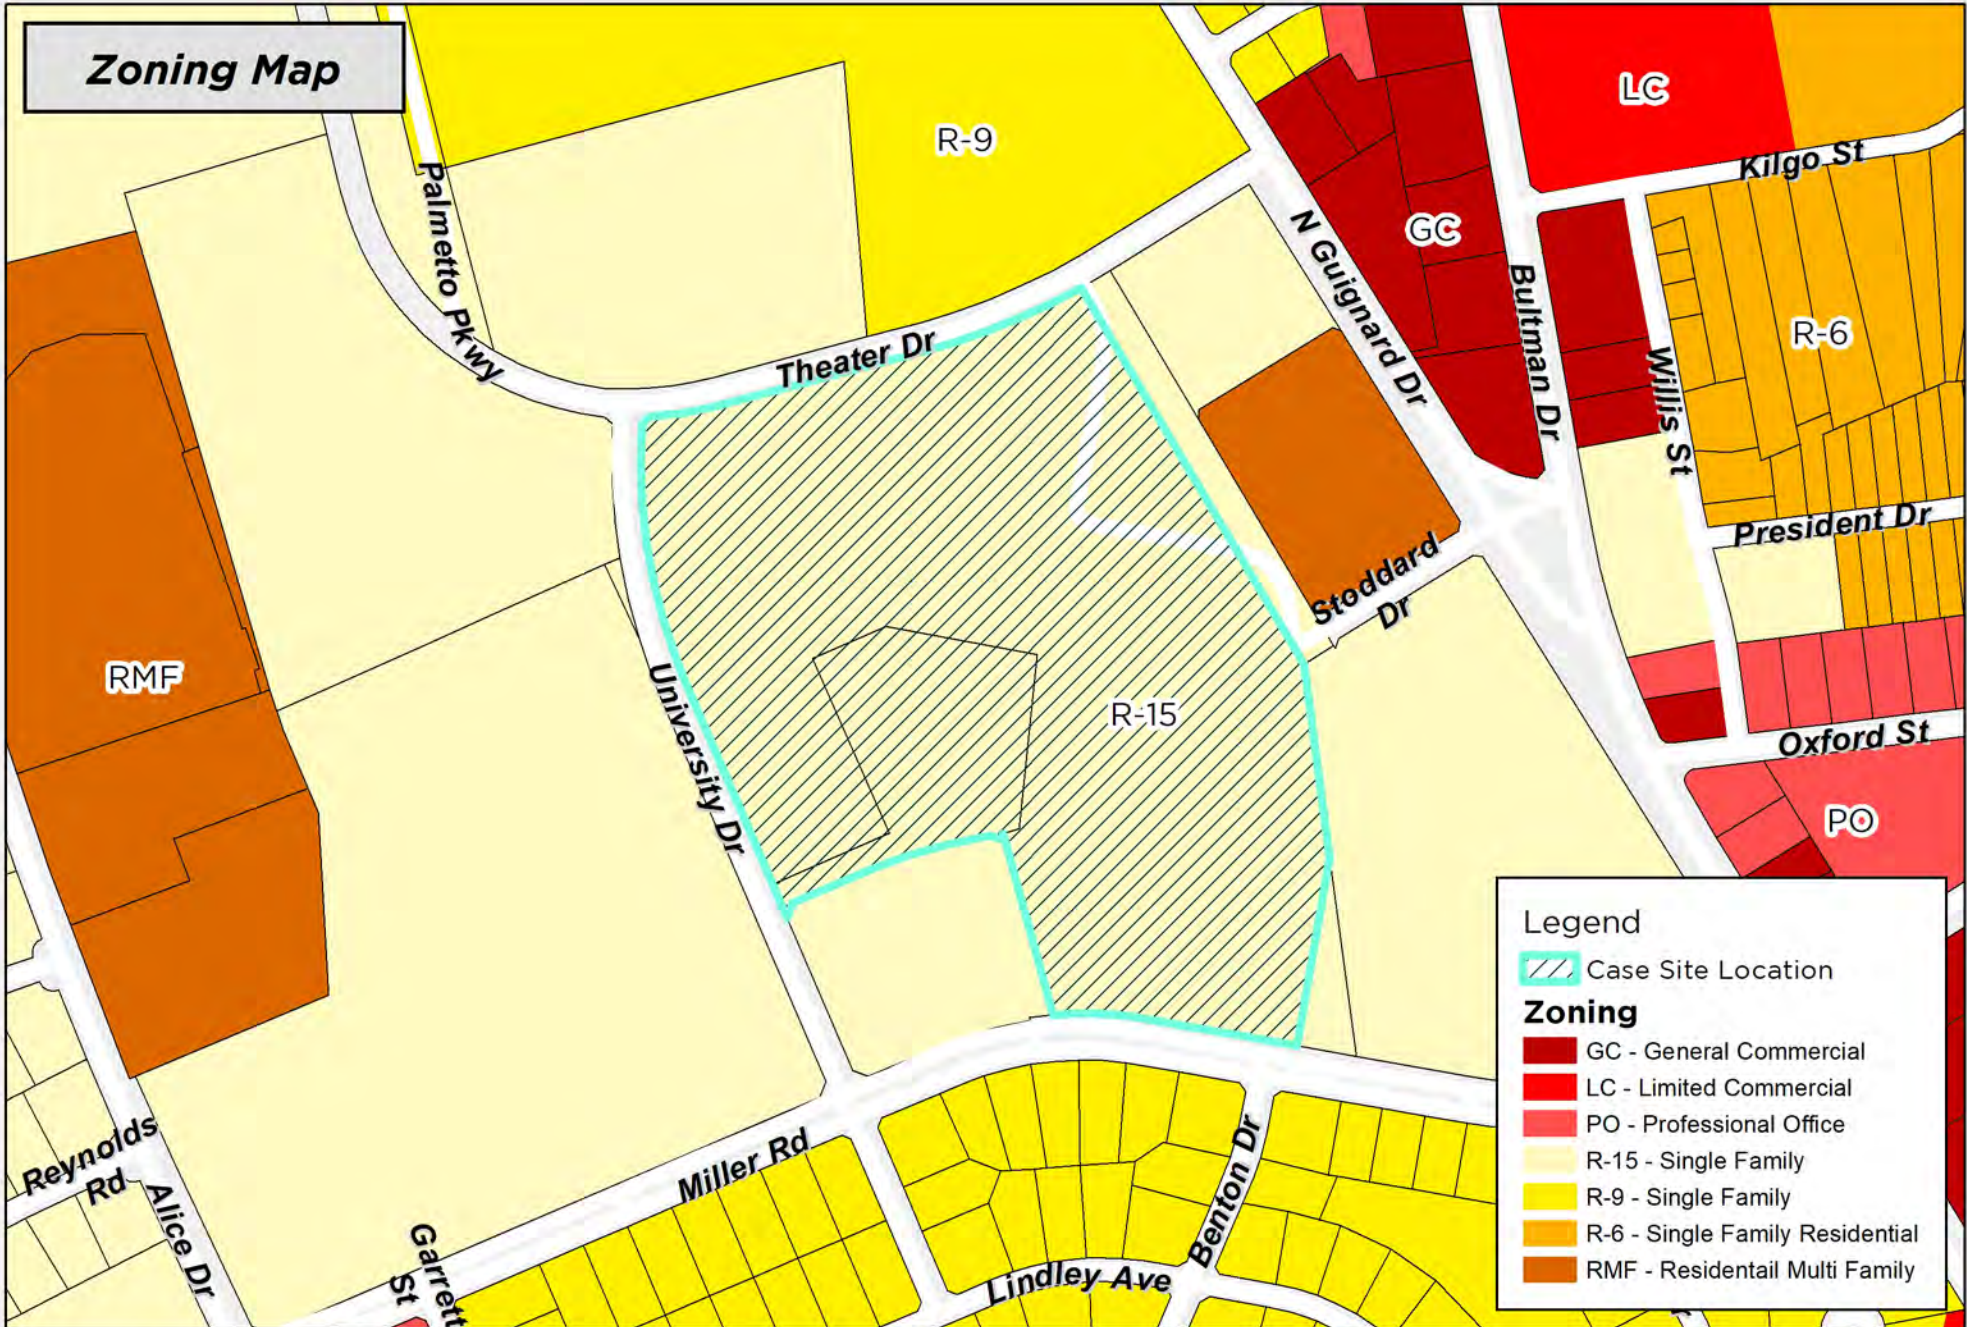 Zoning Map
R-9
LC
Kilgo St
Palmetto Pkwy
N Guignard Dr
GC
Bultman Dr
Willis St
R-6
Theater Dr
President Dr
Stoddard
Dr
RMF
University Dr
R-15
Oxford St
PO
Reynolds
Rd
Alice Dr
Miller Rd
Garrett
St
Benton Dr
Lindley Ave
Legend
Case Site Location
Zoning
GC - General Commercial
LC - Limited Commercial
PO - Professional Office
R-15 - Single Family
R-9 - Single Family
R-6 - Single Family Residential
RMF - Residentail Multi Family